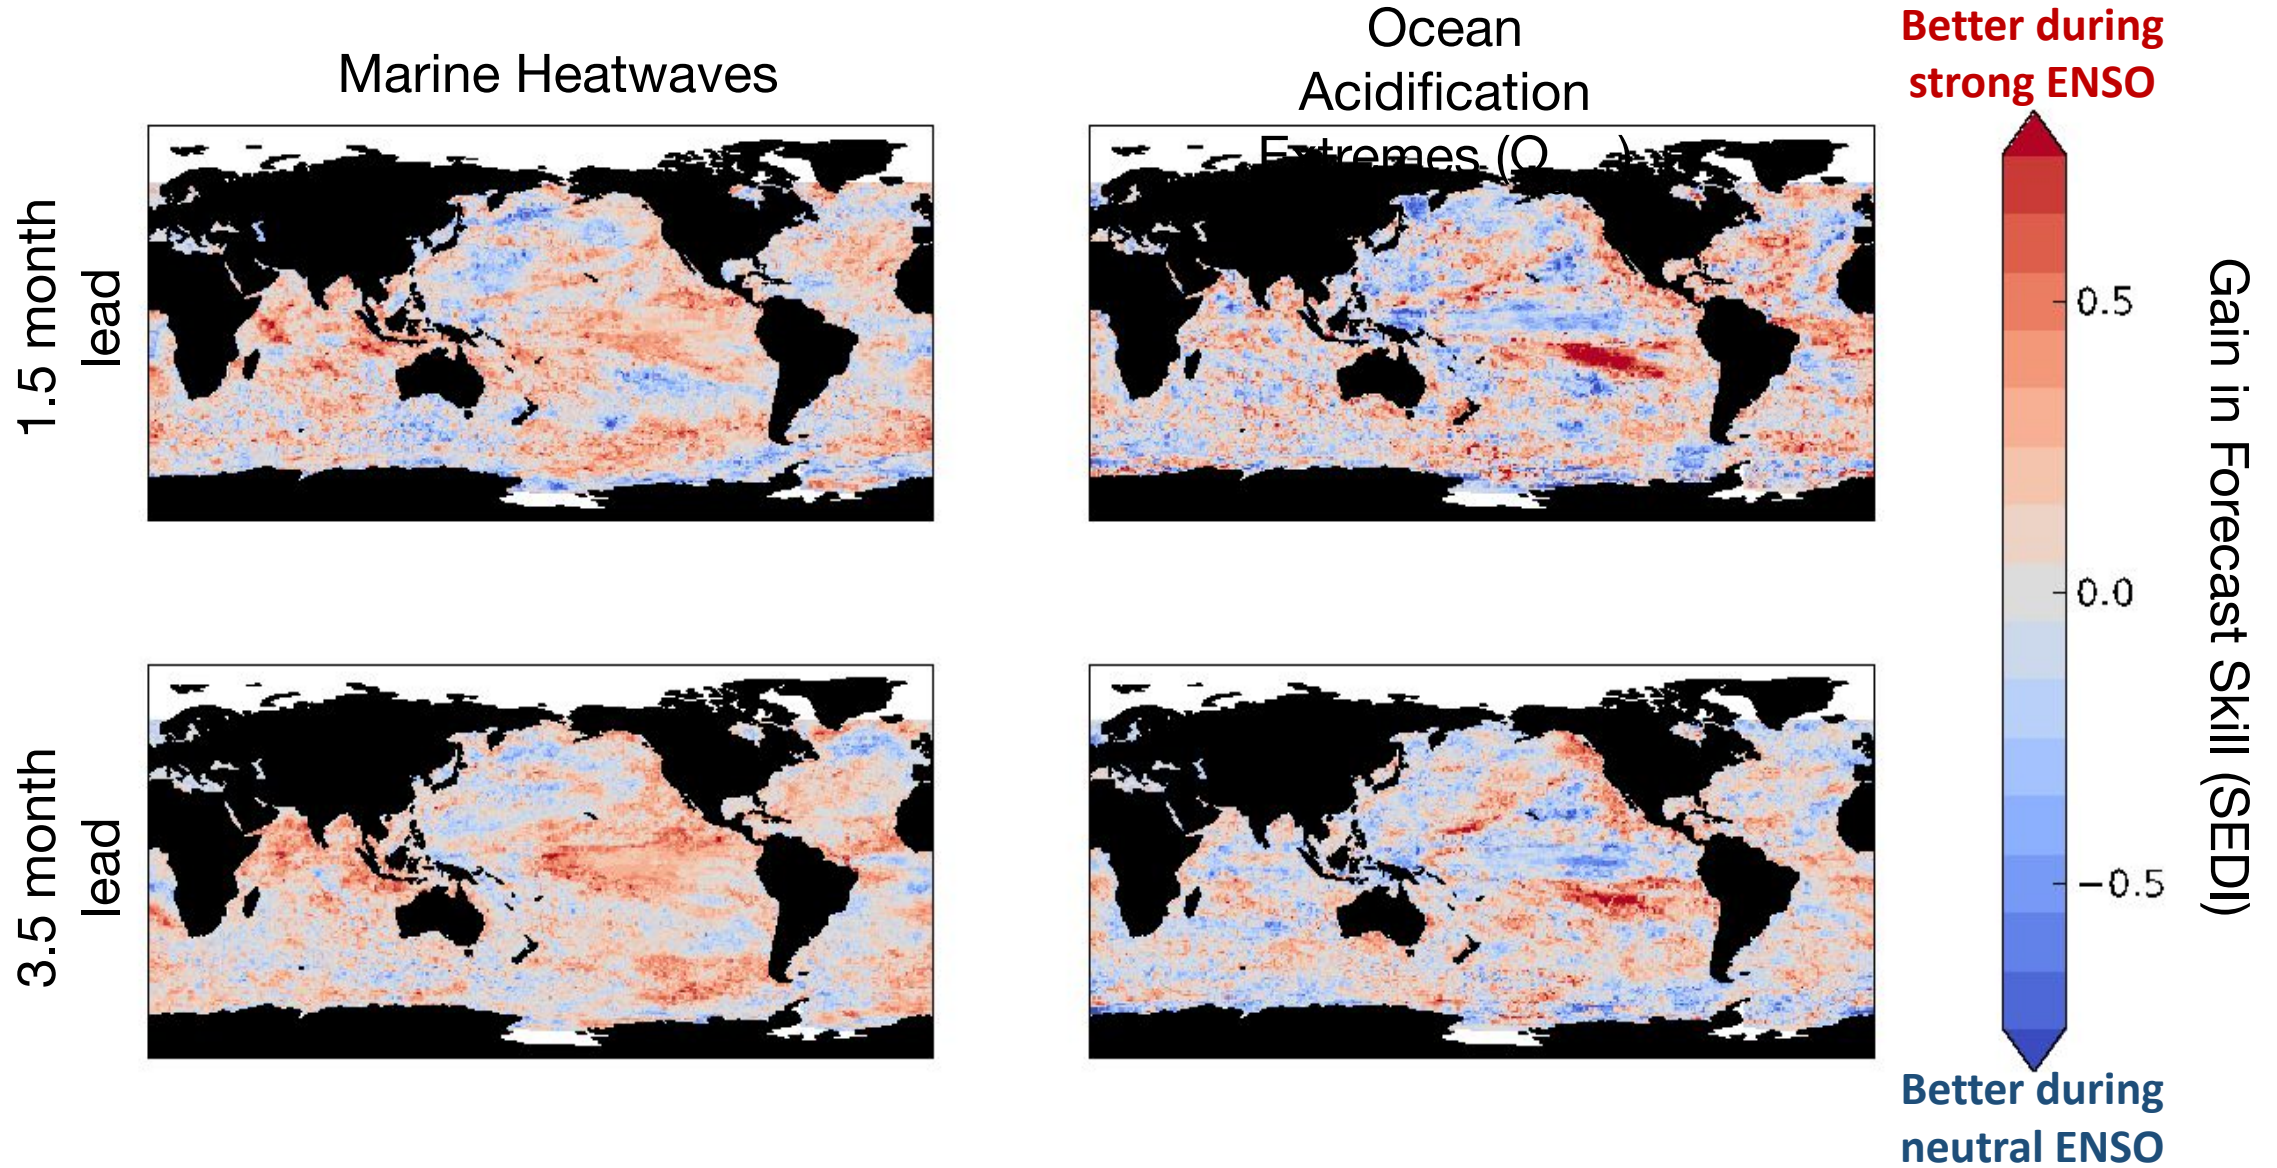 Marine Heatwaves
Ocean
Acidification
Extremes (Ω
)
Better during
strong ENSO
1.5 month
lead
3.5 month
lead
0.5
0.0
−0.5
Gain in Forecast Skill (SEDI)
Better during
neutral ENSO